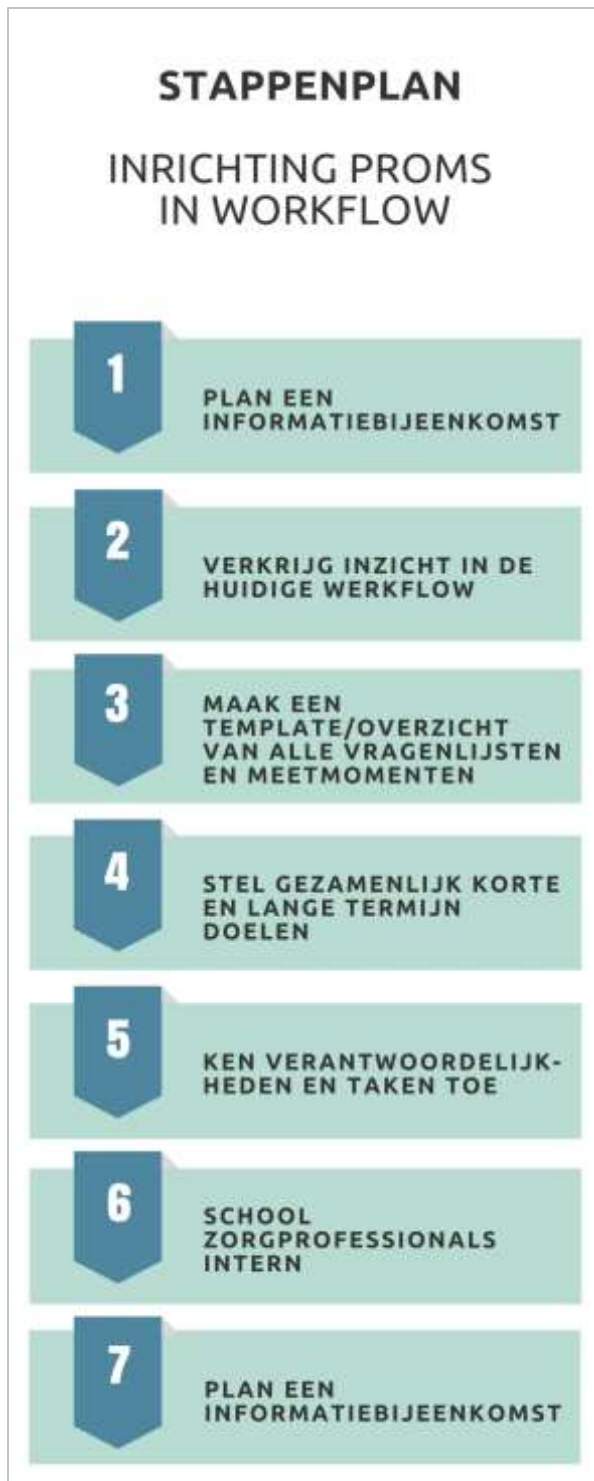 STAPPENPLAN
INRICHTING PROMS
IN WORKFLOW
1
PLAN EEN
INFORMATIEBIJEENKOMST
2
VERKRIJG INZICHT IN DE
HUIDIGE WERKFLOW
3
MAAK EEN
TEMPLATE/OVERZICHT
VAN ALLE VRAGENLIJSTEN
EN MEETMOMENTEN
4
STEL GEZAMENLIJK KORTE
EN LANGE TERMIJN
DOELEN
5
KEN VERANTWOORDELIJK-
HEDEN EN TAKEN TOE
6
SCHOOL
ZORGPROFESSIONALS
INTERN
7
PLAN EEN
INFORMATIEBIJEENKOMST